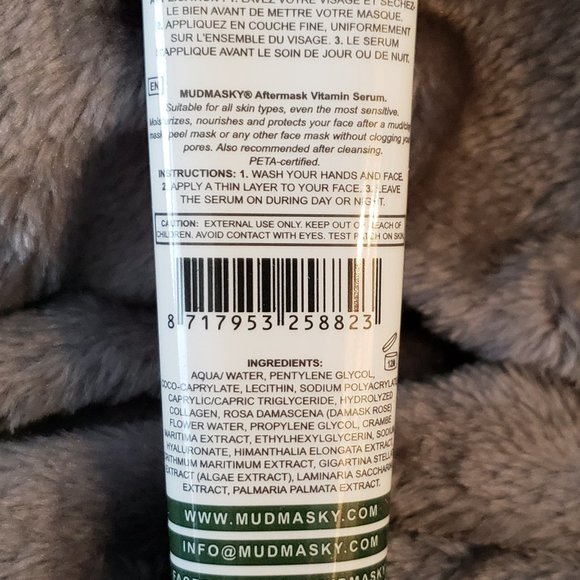 LAVEZ VOTRE VISAGE ET SÉCHEZ-
LE BIEN AVANT DE METTRE VOTRE MASQUE.
2. APPLIQUEZ EN COUCHE FINE, UNIFORMEMENT
SUR L'ENSEMBLE DU VISAGE. 3. LE SERUM
S'APPLIQUE AVANT LE SOIN DE JOUR OU DE NUIT.
EN
MUDMASKY® Aftermask Vitamin Serum.
Suitable for all skin types, even the most sensitive.
Moisturizes, nourishes and protects your face after a mud/clay
mask, peel mask or any other face mask without clogging your
pores. Also recommended after cleansing.
PETA-certified.
INSTRUCTIONS: 1. WASH YOUR HANDS AND FACE.
2. APPLY A THIN LAYER TO YOUR FACE. 3. LEAVE
THE SERUM ON DURING DAY OR NIGHT.
CAUTION: EXTERNAL USE ONLY. KEEP OUT OF REACH OF
CHILDREN. AVOID CONTACT WITH EYES. TEST PATCH ON SKIN.
8 717953 258823
12M
INGREDIENTS:
AQUA/ WATER, PENTYLENE GLYCOL,
COCO-CAPRYLATE, LECITHIN, SODIUM POLYACRYLATE,
CAPRYLIC/CAPRIC TRIGLYCERIDE, HYDROLYZED
COLLAGEN, ROSA DAMASCENA (DAMASK ROSE)
FLOWER WATER, PROPYLENE GLYCOL, CRAMBE
MARITIMA EXTRACT, ETHYLHEXYLGLYCERIN, SODIUM
HYALURONATE, HIMANTHALIA ELONGATA EXTRACT,
CRITHMUM MARITIMUM EXTRACT, GIGARTINA STELLATA
EXTRACT (ALGAE EXTRACT), LAMINARIA SACCHARINA
EXTRACT, PALMARIA PALMATA EXTRACT.
WWW.MUDMASKY.COM
INFO@MUDMASKY.COM